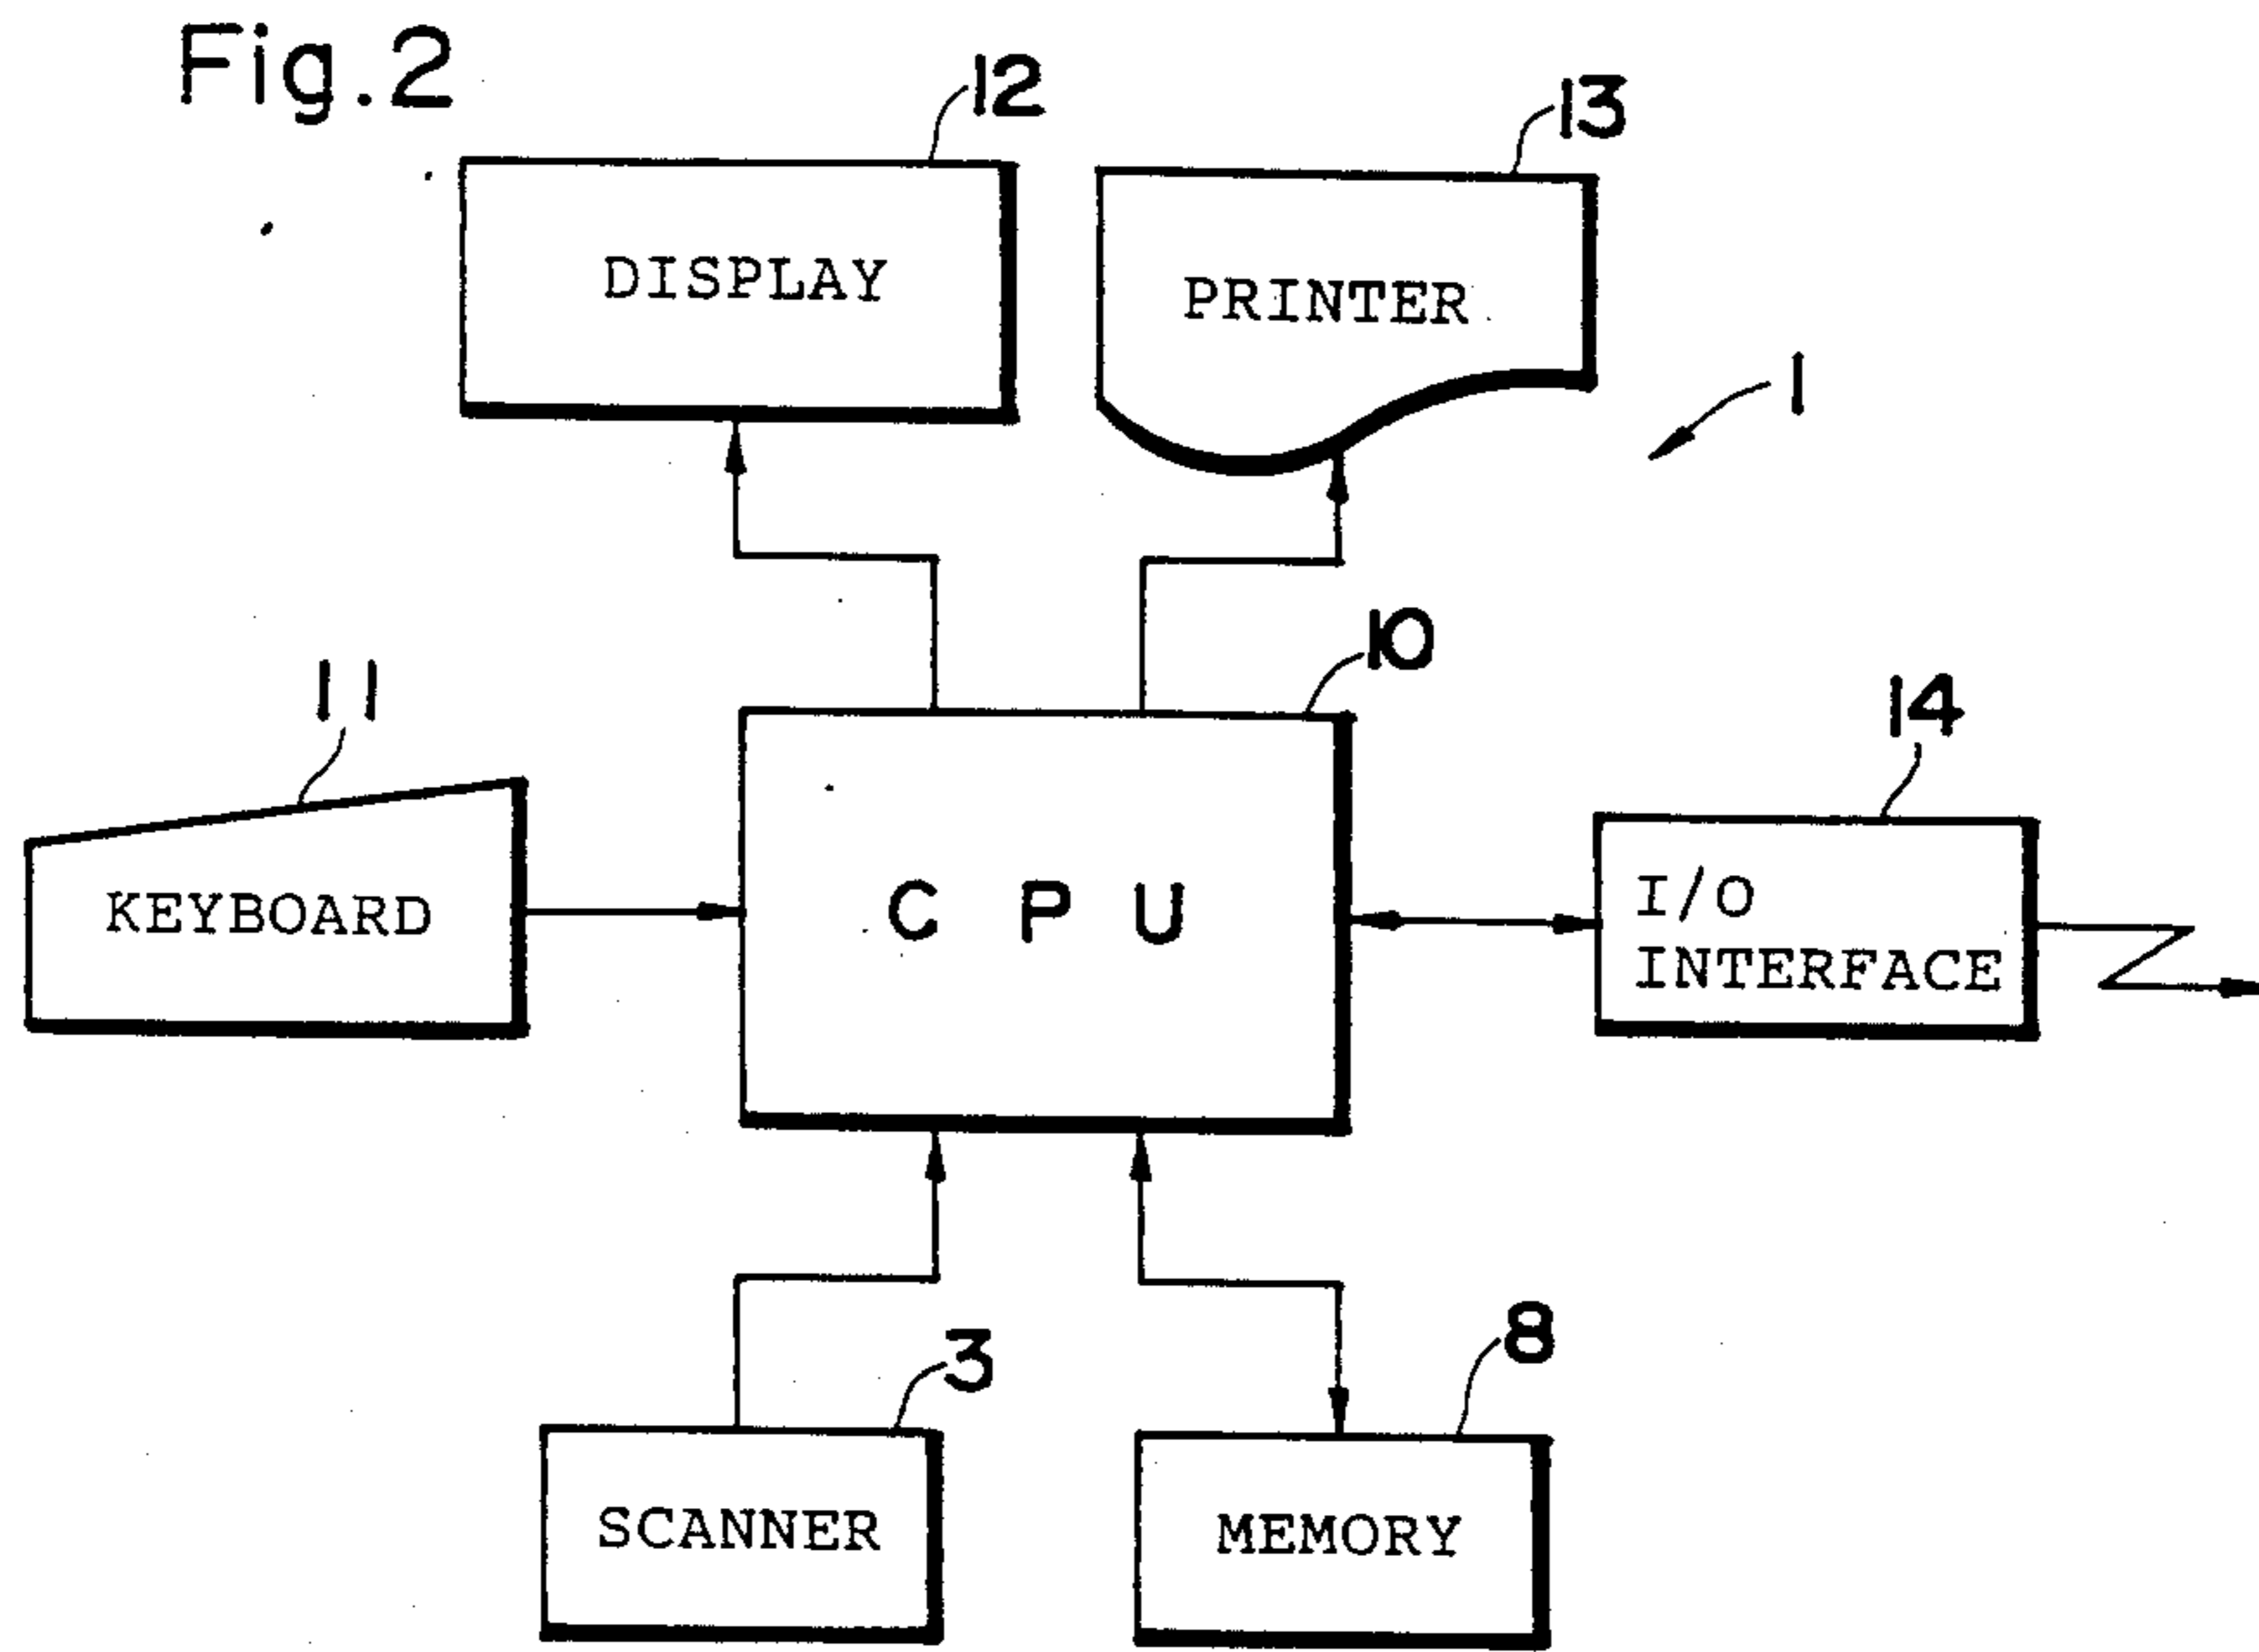 Fig.2
12
13
DISPLAY
PRINTER
1
10
11
14
KEYBOARD
C P U
I/O
INTERFACE
3
8
SCANNER
MEMORY